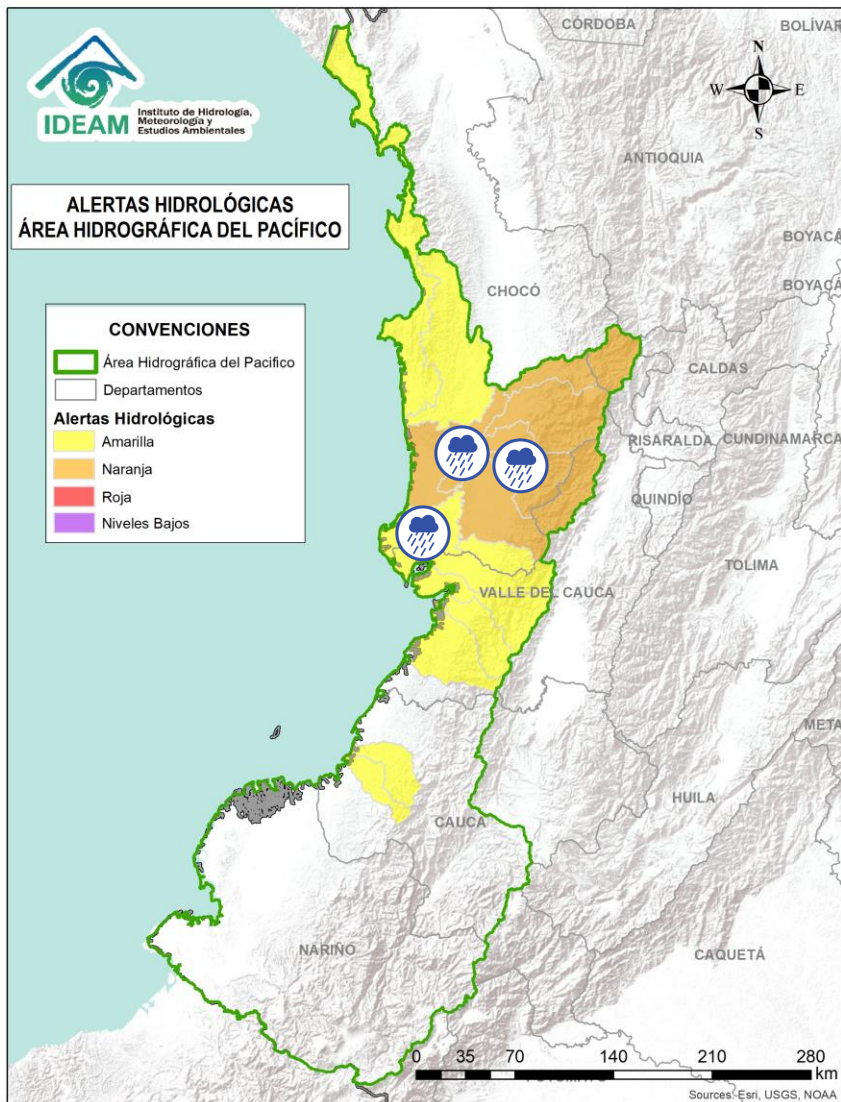 CÓRDOBA
BOLÍVAR
IDEAM
Instituto de Hidrología,
Meteorología y
Estudios Ambientales
N
W
E
S
ANTIOQUIA
ALERTAS HIDROLÓGICAS
ÁREA HIDROGRÁFICA DEL PACÍFICO
BOYACÁ
BOYACÁ
CHOCÓ
CONVENCIONES
Área Hidrográfica del Pacifico
Departamentos
Alertas Hidrológicas
Amarilla
Naranja
Roja
Niveles Bajos
CALDAS
RISARALDA
CUNDINAMARCA
QUINDÍO
TOLIMA
VALLE DEL CAUCA
META
HUILA
CAUCA
NARIÑO
CAQUETÁ
0 35 70 140 210 280
km
Sources: Esri, USGS, NOAA